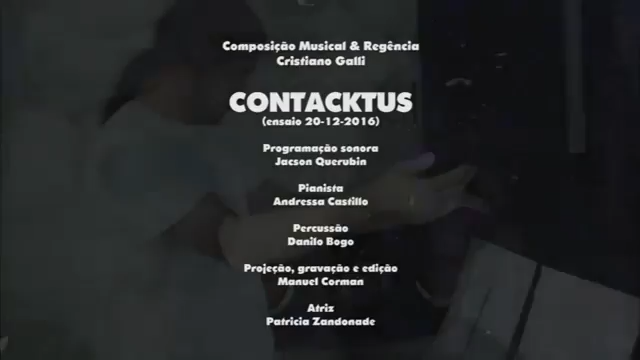 Composição Musical & Regência
Cristiano Galli
CONTACKTUS
(ensaio 20-12-2016)
Programação sonora
Jacson Querubin
Pianista
Andressa Castillo
Percussão
Danilo Bogo
Projeção, gravação e edição
Manuel Corman
Atriz
Patricia Zandonade